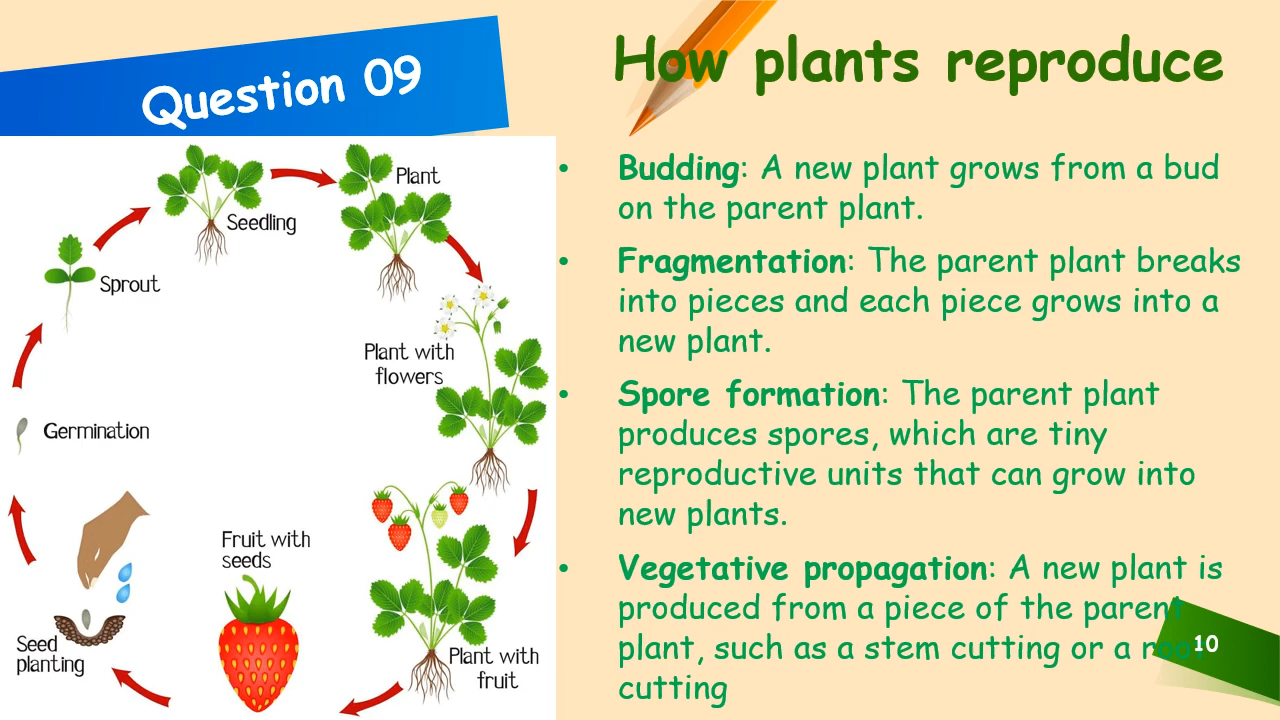 Question 09
How plants reproduce
Seedling
Plant
Sprout
Plant with
flowers
Germination
Fruit with
seeds
Seed
planting
Plant with
fruit
• Budding: A new plant grows from a bud
on the parent plant.
• Fragmentation: The parent plant breaks
into pieces and each piece grows into a
new plant.
• Spore formation: The parent plant
produces spores, which are tiny
reproductive units that can grow into
new plants.
• Vegetative propagation: A new plant is
produced from a piece of the parent
plant, such as a stem cutting or a root
cutting
10